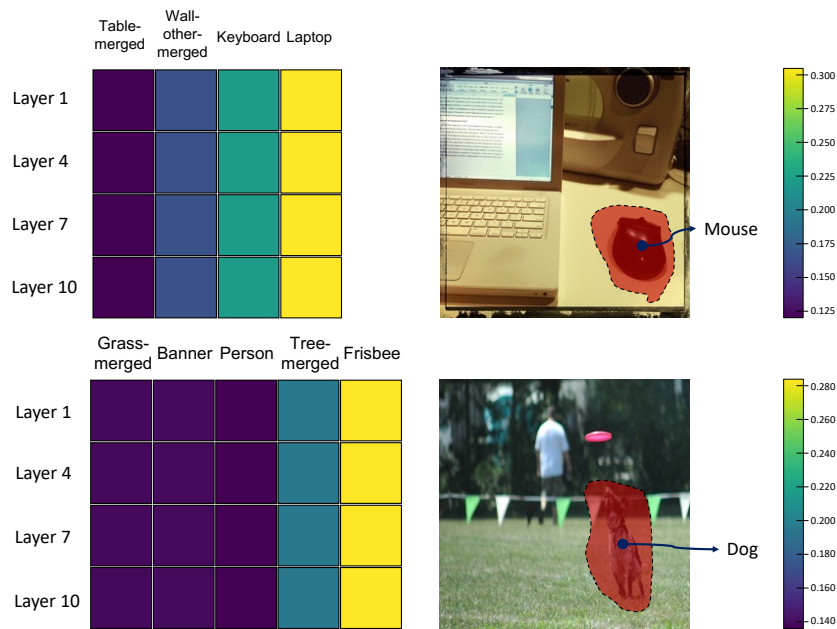 Table-
merged
Wall-
other-
merged
Keyboard
Laptop
Layer 1
Layer 4
Layer 7
Layer 10
Mouse
0.300
0.275
0.250
0.225
0.200
0.175
0.150
0.125
Grass-
merged
Banner
Person
Tree-
merged
Frisbee
Layer 1
Layer 4
Layer 7
Layer 10
Dog
0.280
0.260
0.240
0.220
0.200
0.180
0.160
0.140